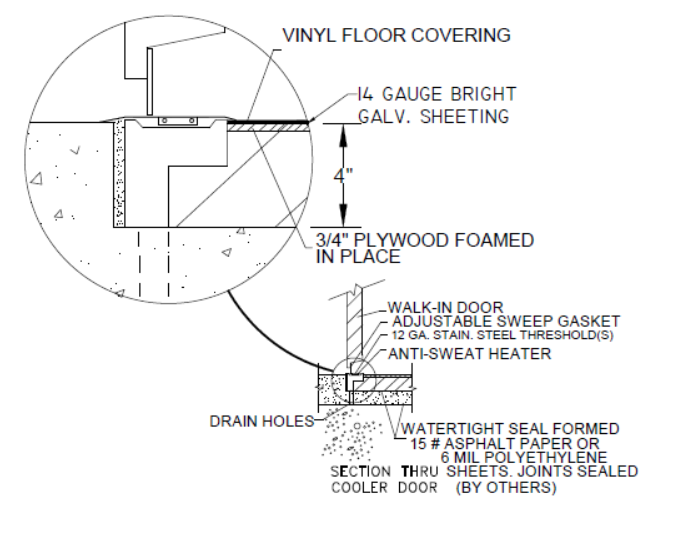 VINYL FLOOR COVERING
14 GAUGE BRIGHT
GALV. SHEETING
4"
3/4" PLYWOOD FOAMED
IN PLACE
WALK-IN DOOR
ADJUSTABLE SWEEP GASKET
12 GA. STAIN. STEEL THRESHOLD(S)
ANTI-SWEAT HEATER
DRAIN HOLES
WATERTIGHT SEAL FORMED
15 # ASPHALT PAPER OR
6 MIL POLYETHYLENE
SECTION THRU SHEETS. JOINTS SEALED
COOLER DOOR (BY OTHERS)